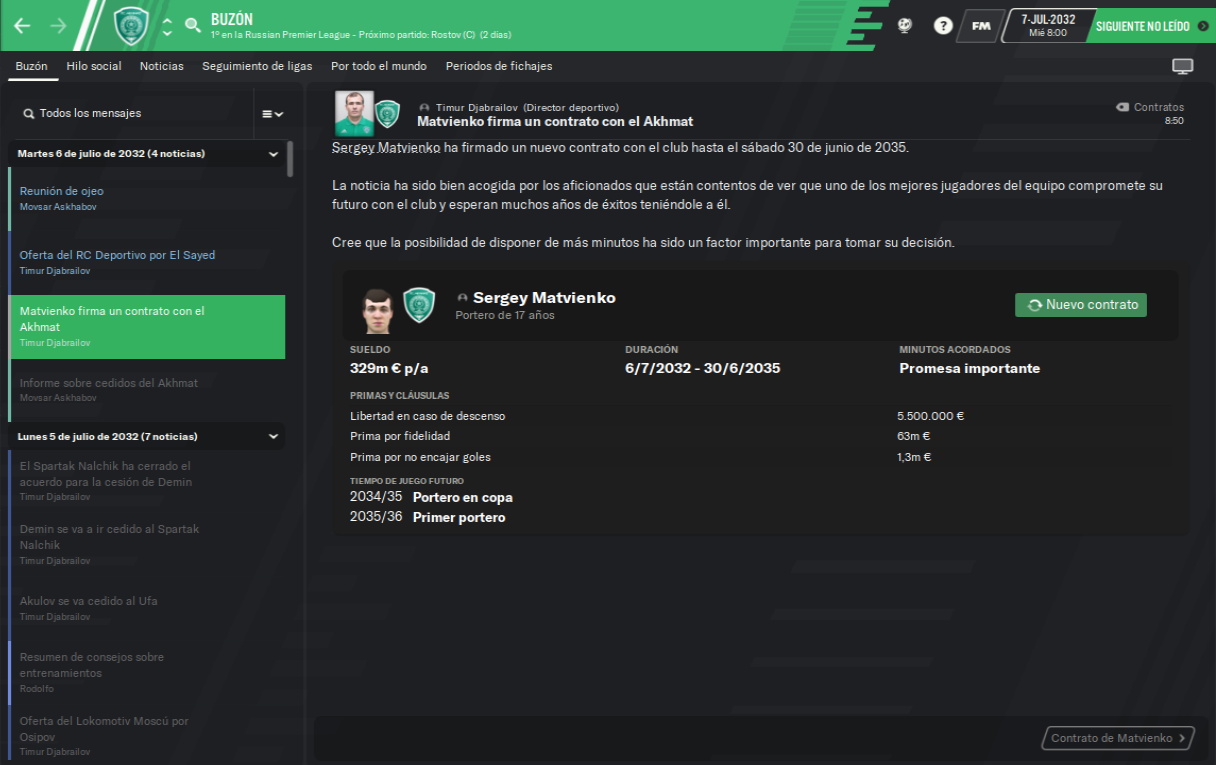 BUZÓN
1º en la Russian Premier League - Próximo partido: Rostov (C) (2 días)
?
FM
7-JUL-2032
Mié 8:00
SIGUIENTE NO LEÍDO
Buzón
Hilo social
Noticias
Seguimiento de ligas
Por todo el mundo
Periodos de fichajes
Todos los mensajes
Martes 6 de julio de 2032 (4 noticias)
Reunión de ojeo
Movsar Askhabov
Oferta del RC Deportivo por El Sayed
Timur Djabrailov
Matvienko firma un contrato con el
Akhmat
Timur Djabrailov
Informe sobre cedidos del Akhmat
Movsar Askhabov
Lunes 5 de julio de 2032 (7 noticias)
El Spartak Nalchik ha cerrado el
acuerdo para la cesión de Demin
Timur Djabrailov
Demin se va a ir cedido al Spartak
Nalchik
Timur Djabrailov
Akulov se va cedido al Ufa
Timur Djabrailov
Resumen de consejos sobre
entrenamientos
Rodolfo
Oferta del Lokomotiv Moscú por
Osipov
Timur Djabrailov
Timur Djabrailov (Director deportivo)
Matvienko firma un contrato con el Akhmat
Contratos
8:50
Sergey Matvienko ha firmado un nuevo contrato con el club hasta el sábado 30 de junio de 2035.
La noticia ha sido bien acogida por los aficionados que están contentos de ver que uno de los mejores jugadores del equipo compromete su
futuro con el club y esperan muchos años de éxitos teniéndole a él.
Cree que la posibilidad de disponer de más minutos ha sido un factor importante para tomar su decisión.
Sergey Matvienko
Portero de 17 años
Nuevo contrato
SUELDO
329m € p/a
DURACIÓN
6/7/2032 - 30/6/2035
MINUTOS ACORDADOS
Promesa importante
PRIMAS Y CLÁUSULAS
Libertad en caso de descenso 5.500.000 €
Prima por fidelidad 63m €
Prima por no encajar goles 1,3m €
TIEMPO DE JUEGO FUTURO
2034/35 Portero en copa
2035/36 Primer portero
Contrato de Matvienko